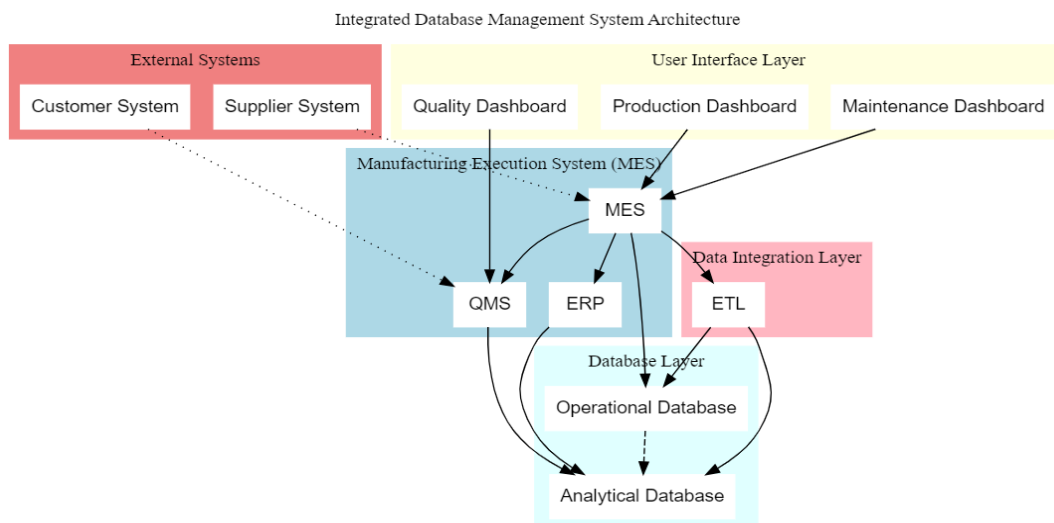 Integrated Database Management System Architecture
External Systems
User Interface Layer
Customer System
Supplier System
Quality Dashboard
Production Dashboard
Maintenance Dashboard
Manufacturing Execution System (MES)
MES
Data Integration Layer
QMS
ERP
ETL
Database Layer
Operational Database
Analytical Database